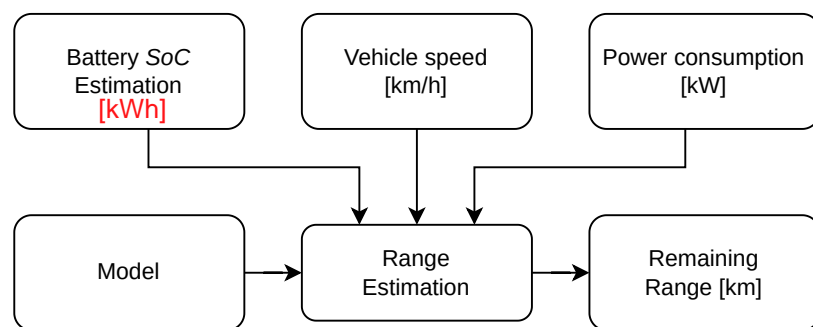 Battery SoC
Estimation
[kWh]
Vehicle speed
[km/h]
Power consumption
[kW]
Model
Range
Estimation
Remaining
Range [km]